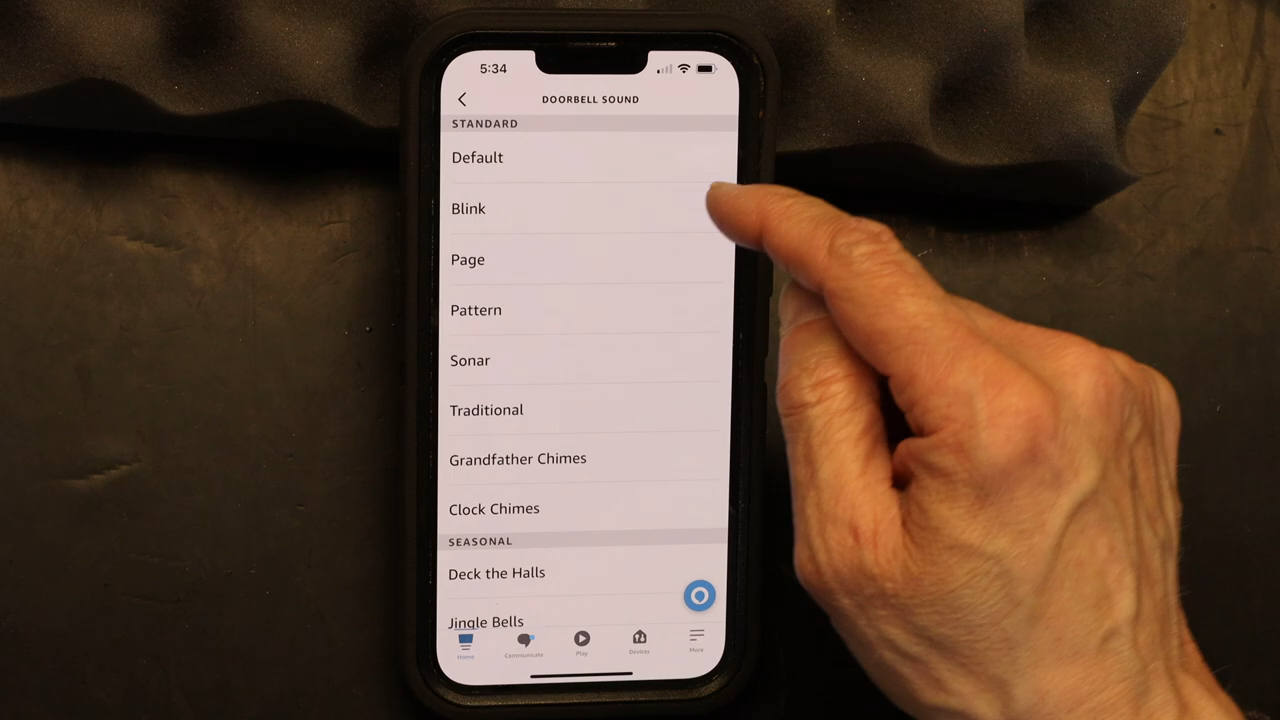 5:34
DOORBELL SOUND
STANDARD
Default
Blink
Page
Pattern
Sonar
Traditional
Grandfather Chimes
Clock Chimes
SEASONAL
Deck the Halls
Jingle Bells
Home
Communicate
Play
Devices
More